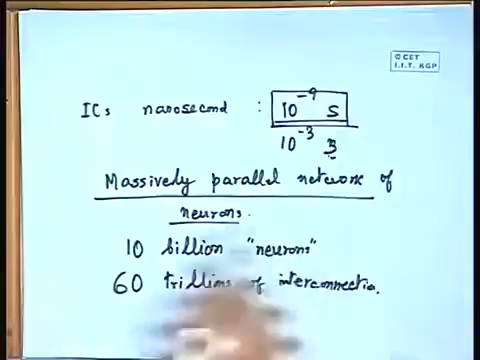 © CET
I.I.T. KGP
ICs nanosecond : 10⁻⁹ s
10⁻³ s
Massively parallel network of
neurons.
10 billion "neurons"
60 trillions of interconnection.